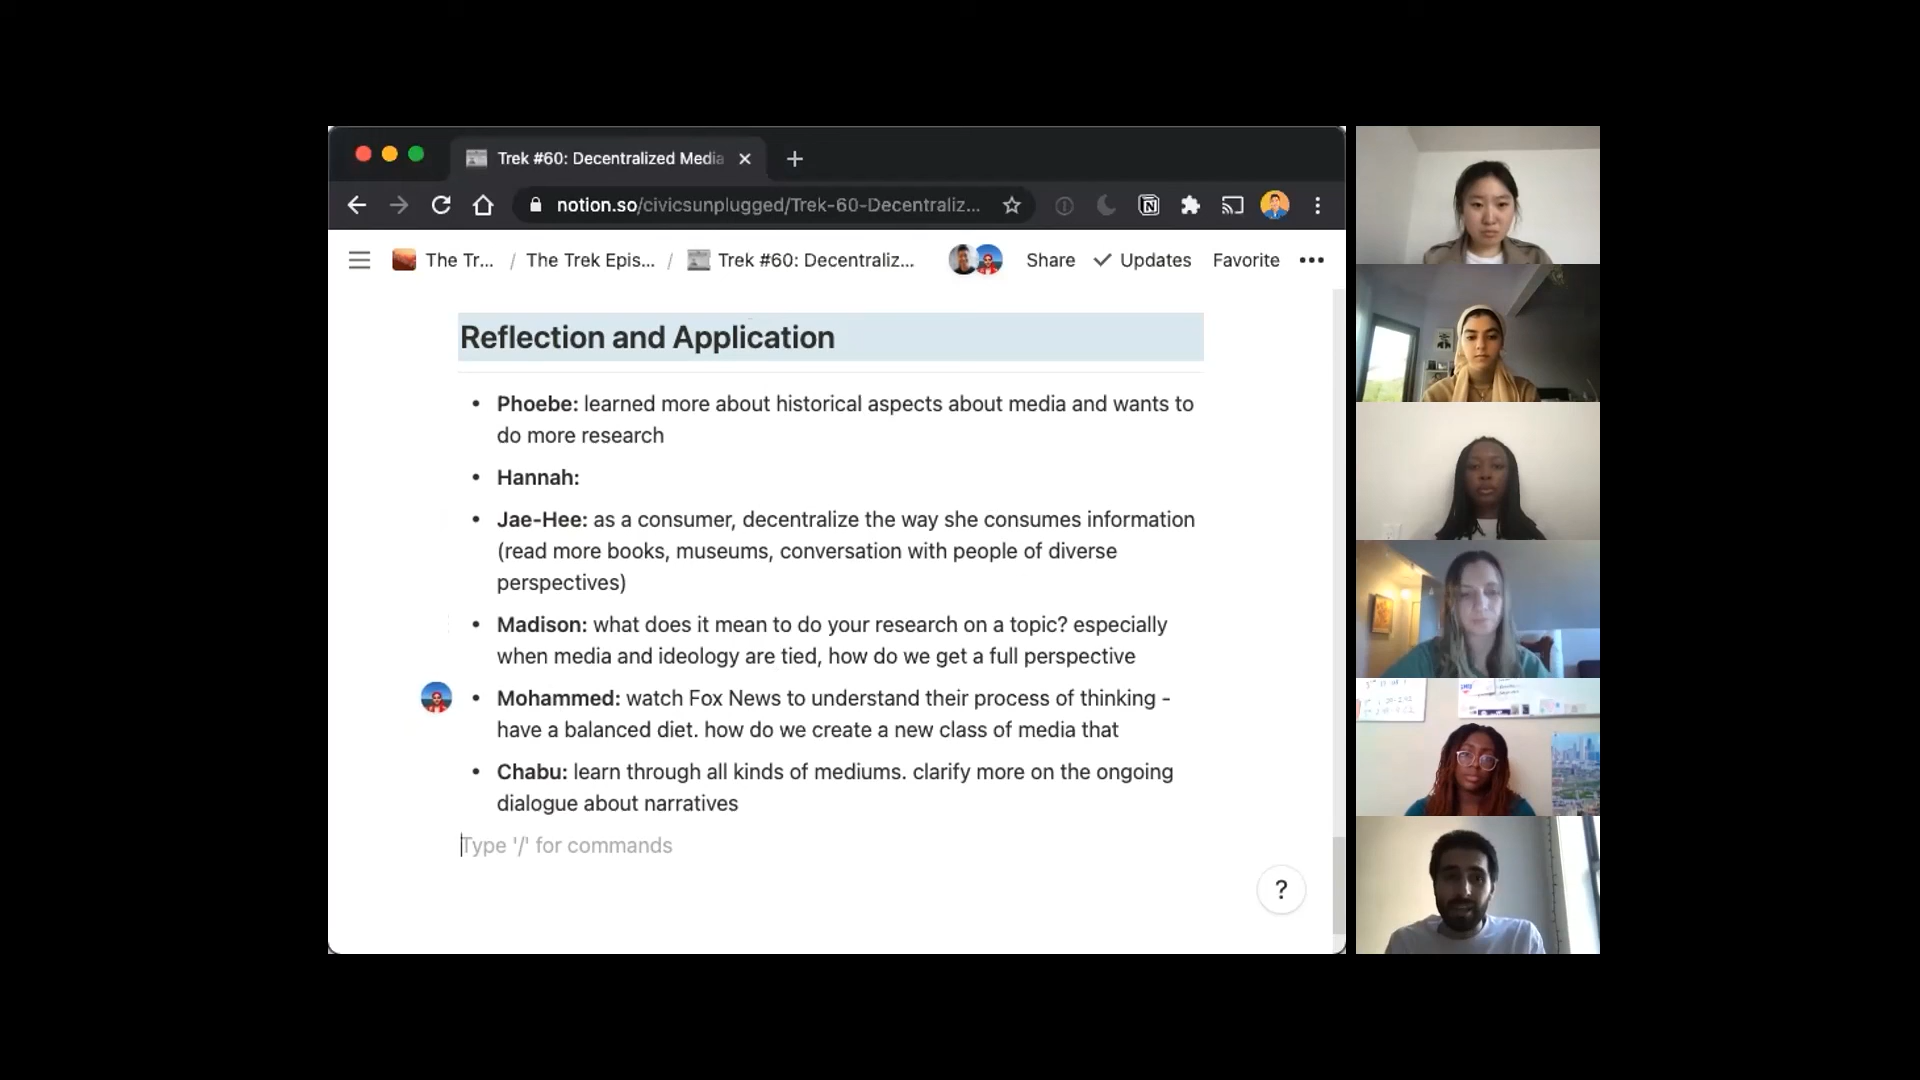 Trek #60: Decentralized Media
notion.so/civicsunplugged/Trek-60-Decentraliz...
The Tr... / The Trek Epis... / Trek #60: Decentraliz... Share Updates Favorite
Reflection and Application
• Phoebe: learned more about historical aspects about media and wants to
do more research
• Hannah:
• Jae-Hee: as a consumer, decentralize the way she consumes information
(read more books, museums, conversation with people of diverse
perspectives)
• Madison: what does it mean to do your research on a topic? especially
when media and ideology are tied, how do we get a full perspective
• Mohammed: watch Fox News to understand their process of thinking -
have a balanced diet. how do we create a new class of media that
• Chabu: learn through all kinds of mediums. clarify more on the ongoing
dialogue about narratives
Type '/' for commands
?